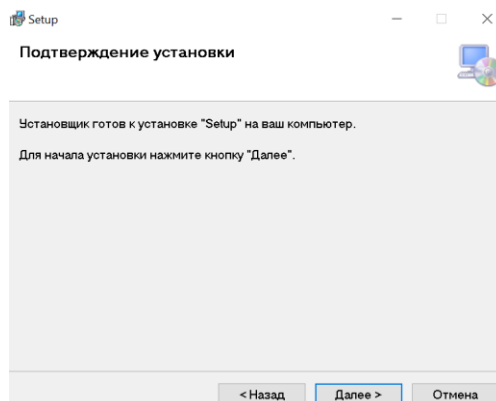 Setup
Подтверждение установки
Установщик готов к установке "Setup" на ваш компьютер.
Для начала установки нажмите кнопку "Далее".
< Назад
Далее >
Отмена